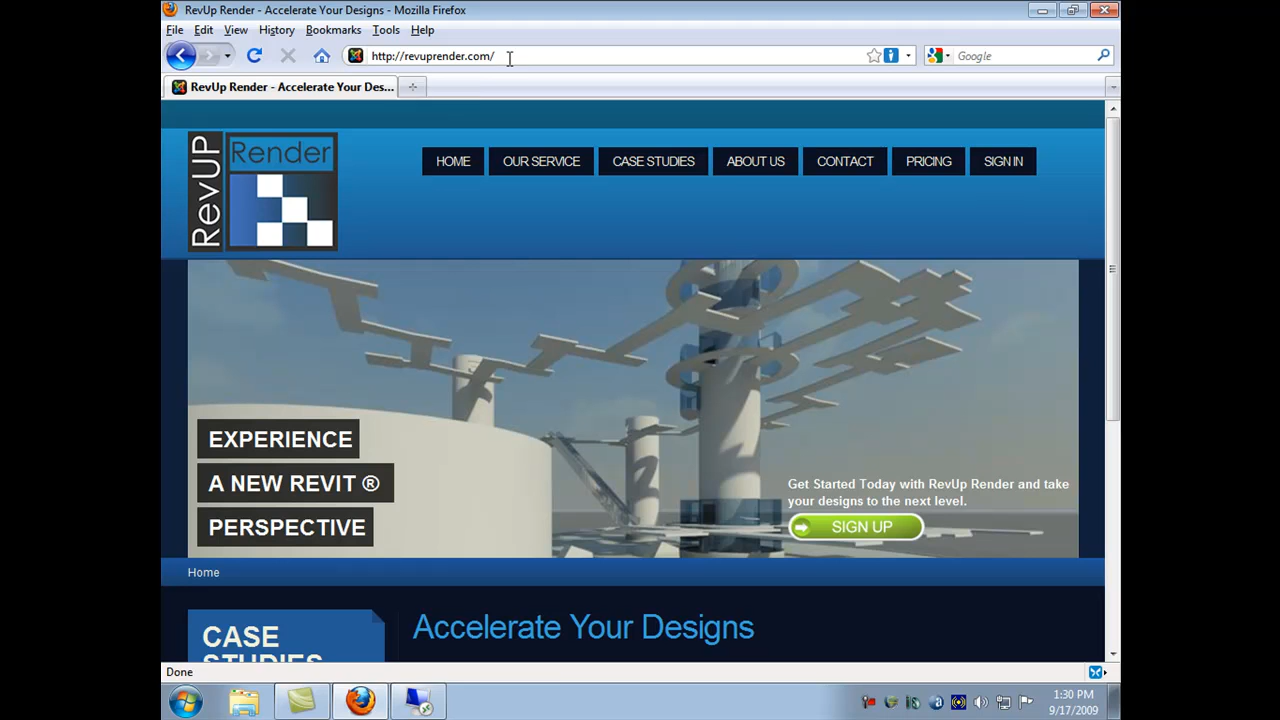 RevUp Render - Accelerate Your Designs - Mozilla Firefox
File Edit View History Bookmarks Tools Help
http://revuprender.com/
Google
RevUp Render - Accelerate Your Des...
RevUP
Render
HOME
OUR SERVICE
CASE STUDIES
ABOUT US
CONTACT
PRICING
SIGN IN
EXPERIENCE
A NEW REVIT ®
PERSPECTIVE
Get Started Today with RevUp Render and take
your designs to the next level.
SIGN UP
Home
CASE
STUDIES
Accelerate Your Designs
Done
1:30 PM
9/17/2009